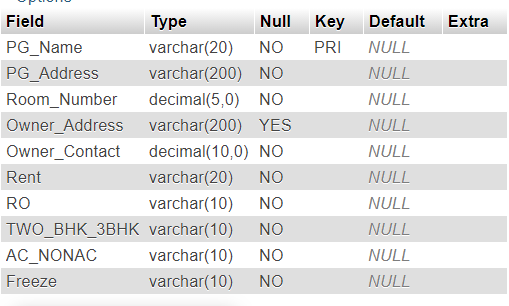 Options
Field Type Null Key Default Extra
PG_Name varchar(20) NO PRI NULL
PG_Address varchar(200) NO NULL
Room_Number decimal(5,0) NO NULL
Owner_Address varchar(200) YES NULL
Owner_Contact decimal(10,0) NO NULL
Rent varchar(20) NO NULL
RO varchar(10) NO NULL
TWO_BHK_3BHK varchar(10) NO NULL
AC_NONAC varchar(10) NO NULL
Freeze varchar(10) NO NULL